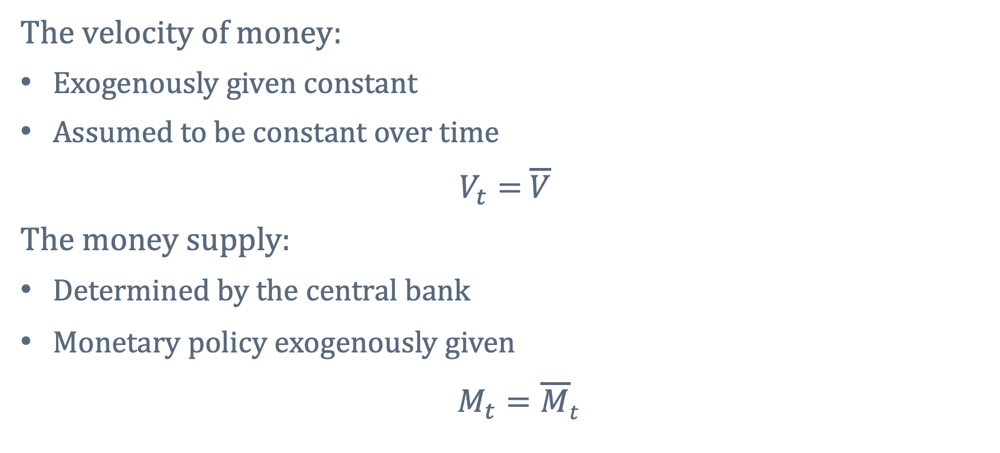 The velocity of money:
• Exogenously given constant
• Assumed to be constant over time
$V_t = \overline{V}$
The money supply:
• Determined by the central bank
• Monetary policy exogenously given
$M_t = \overline{M}_t$